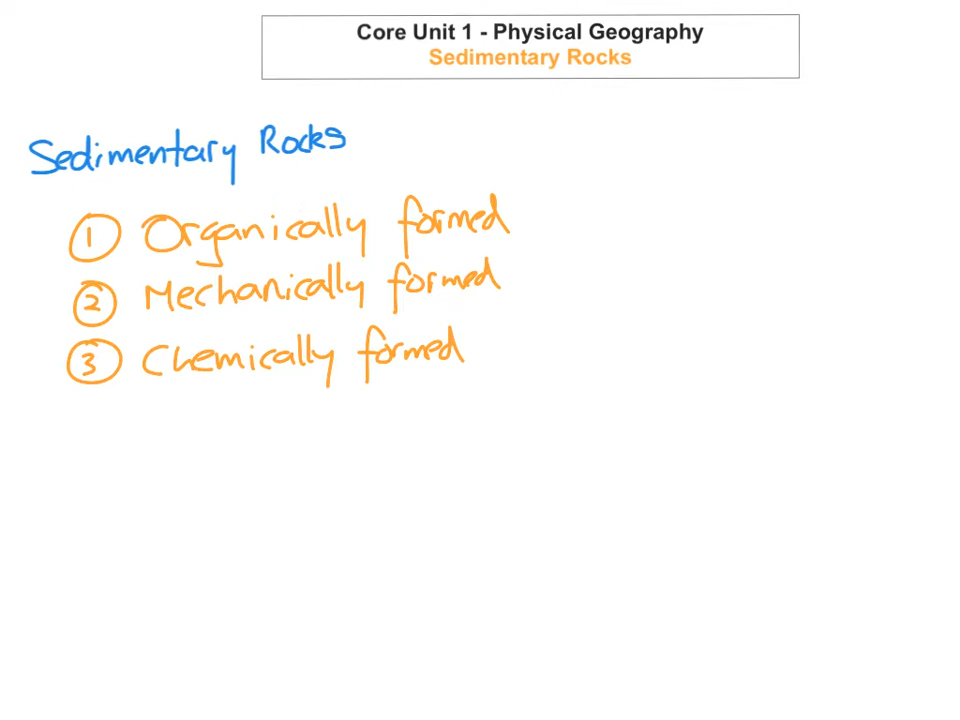 Core Unit 1 - Physical Geography
Sedimentary Rocks
Sedimentary Rocks
1 Organically formed
2 Mechanically formed
3 Chemically formed